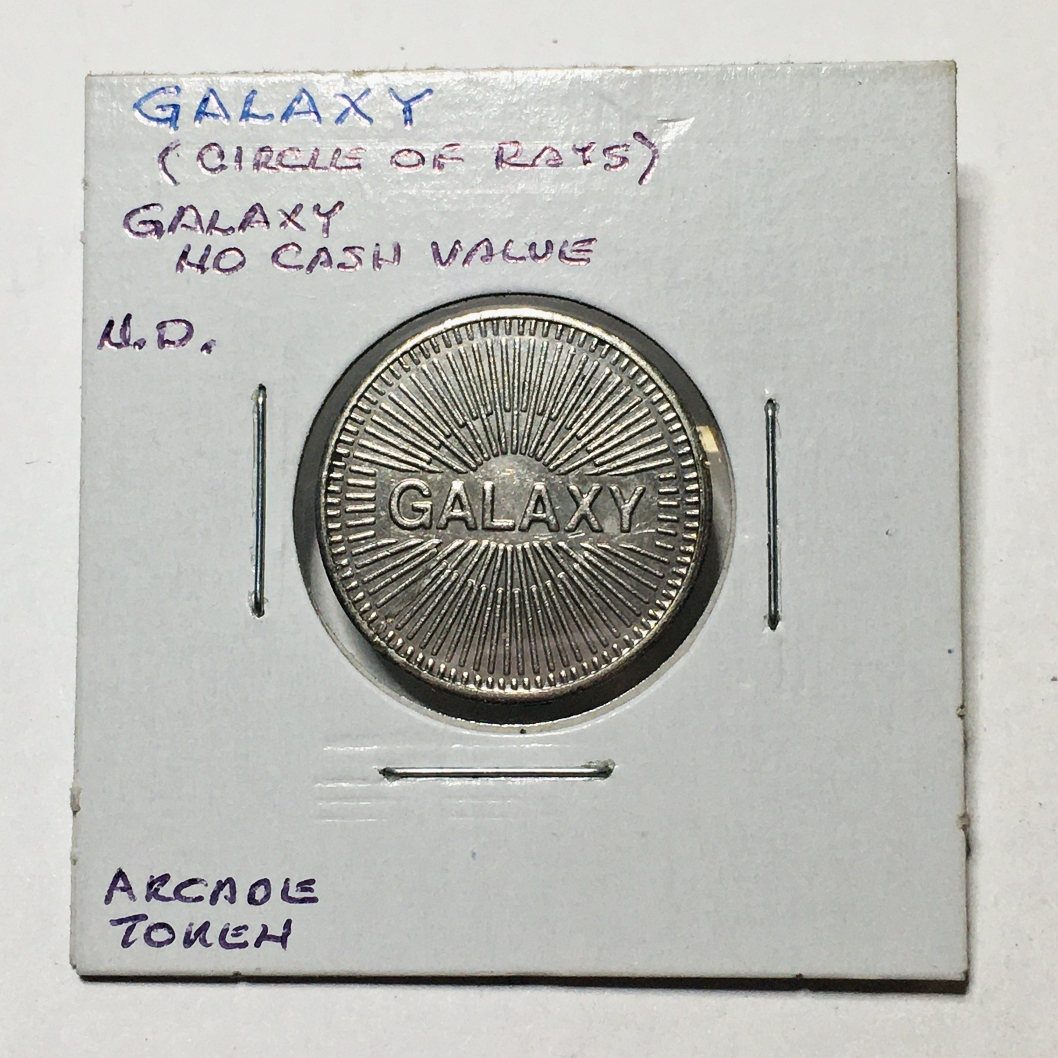 GALAXY
(CIRCLE OF RAYS)
GALAXY
NO CASH VALUE
N.D.
GALAXY
ARCADE
TOKEN